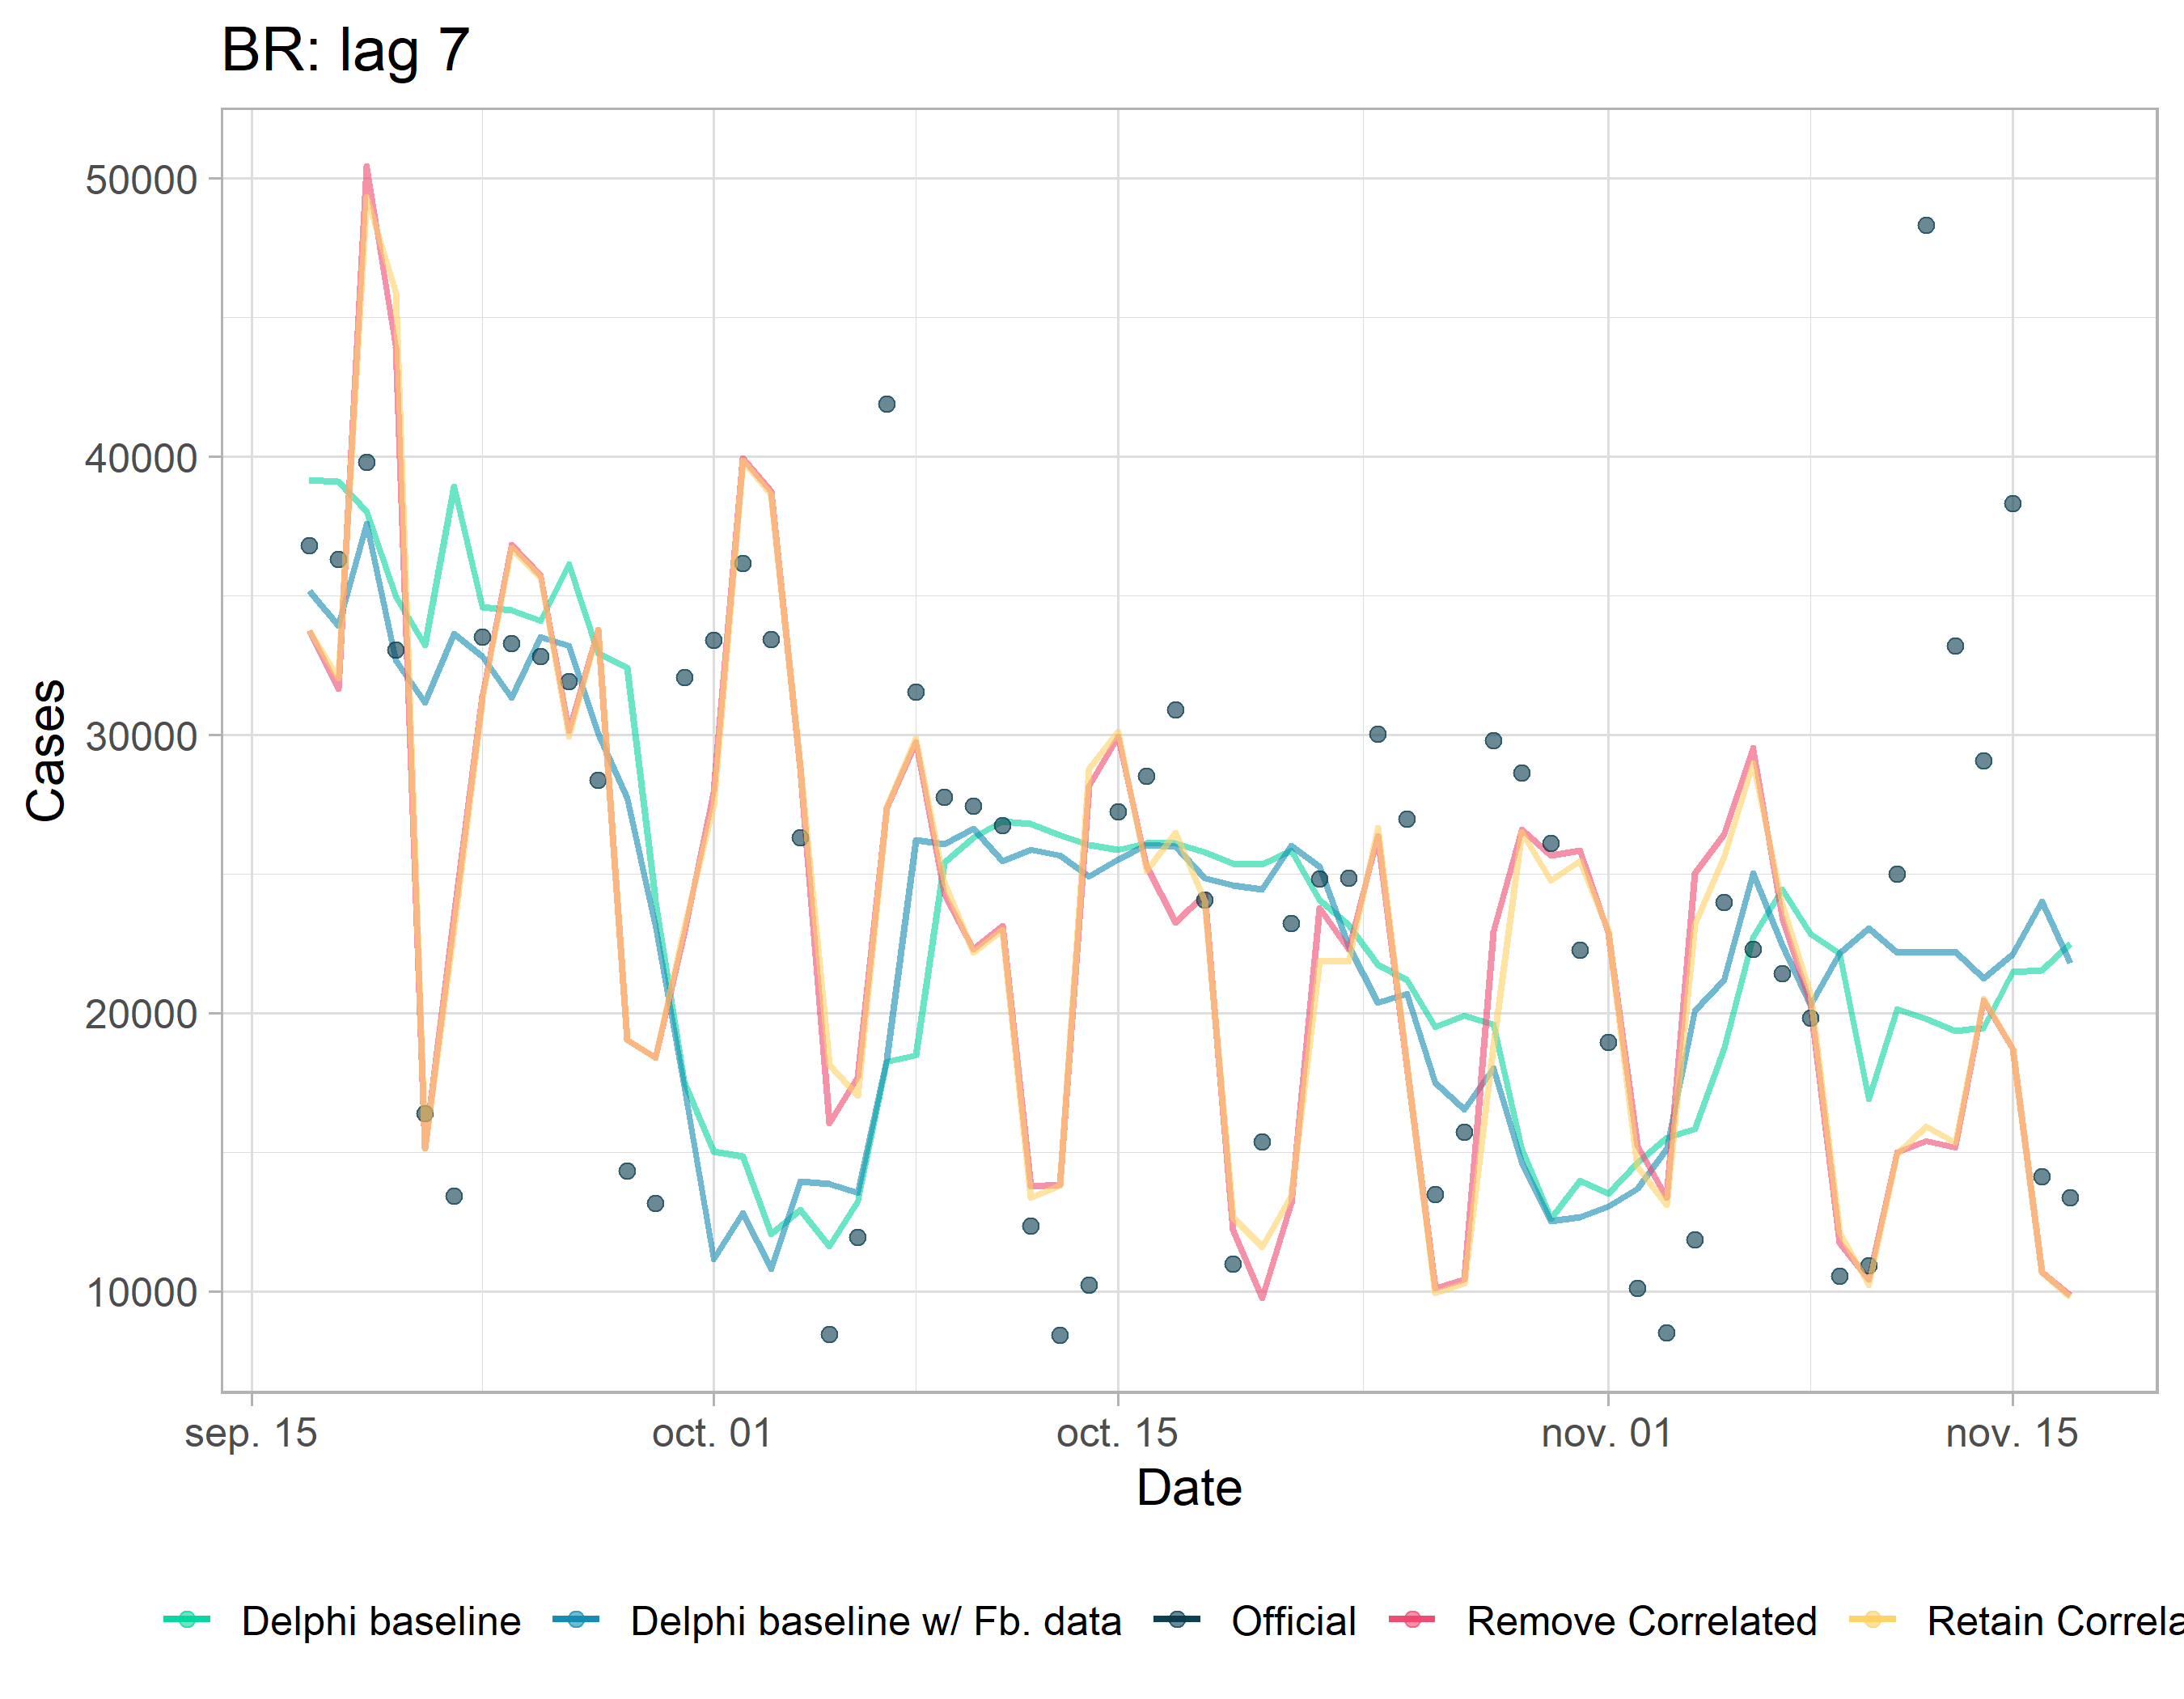 BR: lag 7
50000
40000
30000
20000
10000
Cases
sep. 15 oct. 01 oct. 15 nov. 01 nov. 15
Date
Delphi baseline Delphi baseline w/ Fb. data Official Remove Correlated Retain Correla